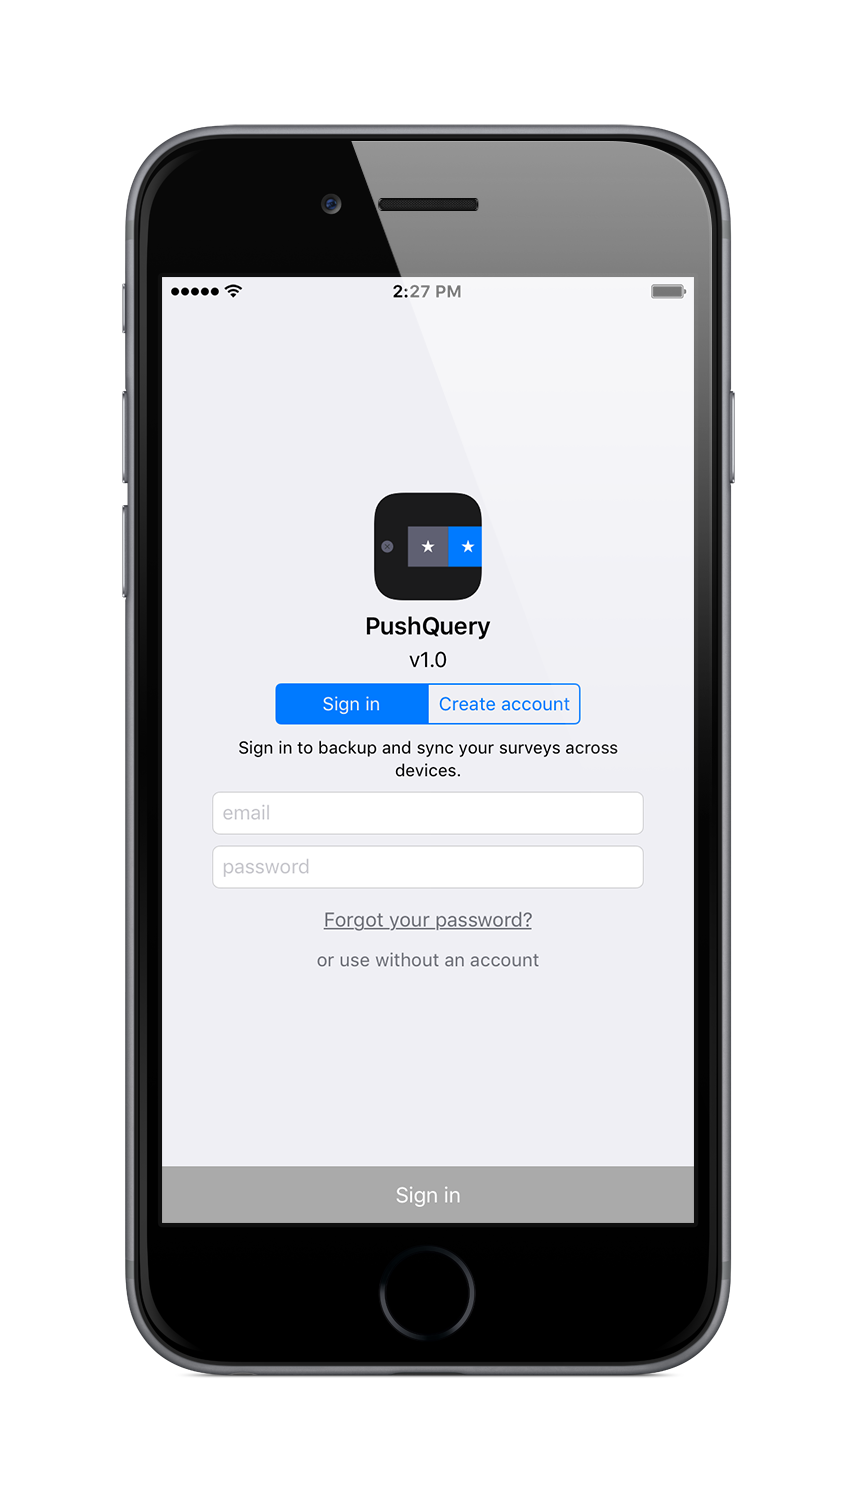 2:27 PM
PushQuery
v1.0
Sign in
Create account
Sign in to backup and sync your surveys across
devices.
email
password
Forgot your password?
or use without an account
Sign in